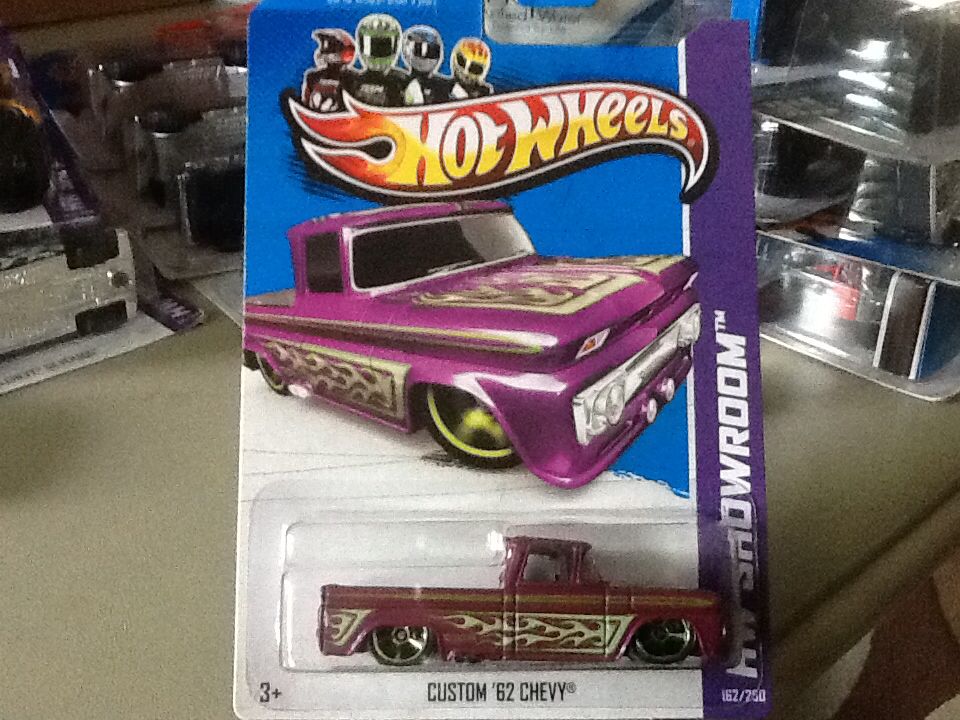 HOT WHEELS
HW SHOWROOM™
3+
CUSTOM '62 CHEVY®
162/250